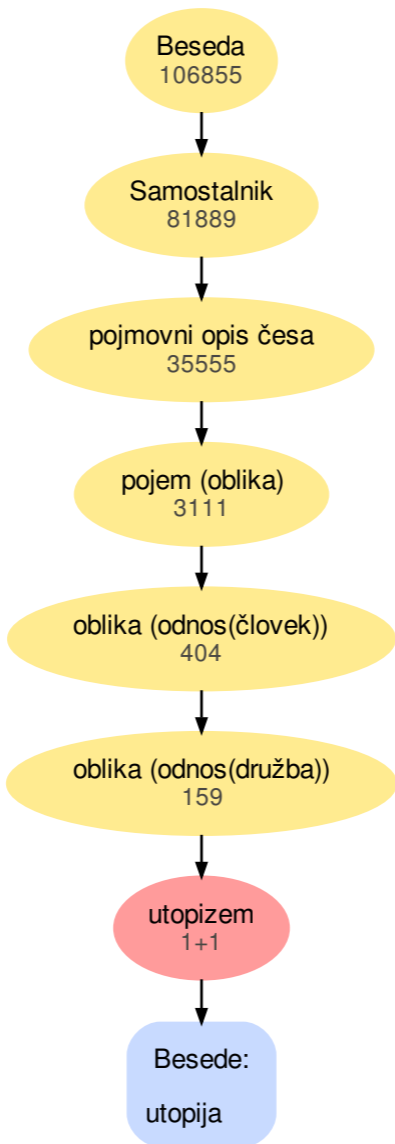 Beseda
106855
Samostalnik
81889
pojmovni opis česa
35555
pojem (oblika)
3111
oblika (odnos(človek))
404
oblika (odnos(družba))
159
utopizem
1+1
Besede:
utopija